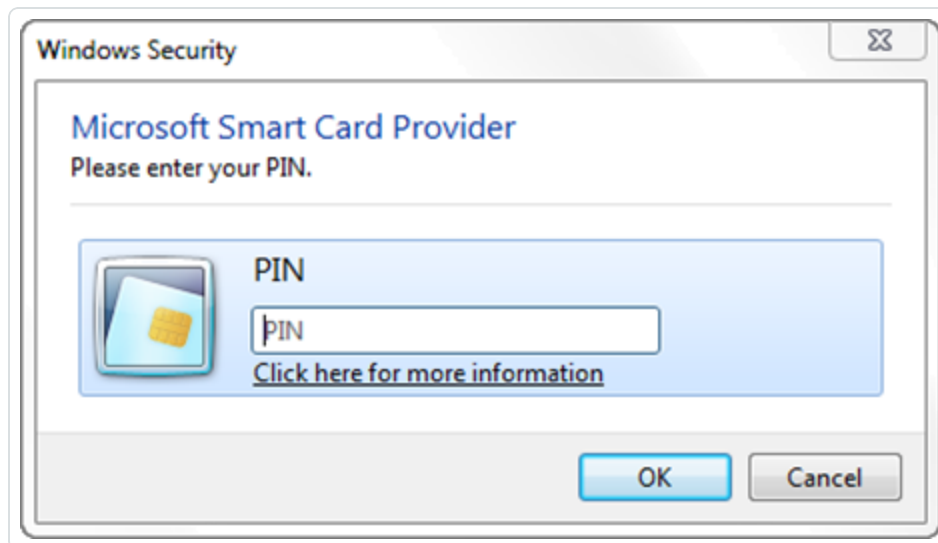 Windows Security
Microsoft Smart Card Provider
Please enter your PIN.
PIN
PIN
Click here for more information
OK
Cancel